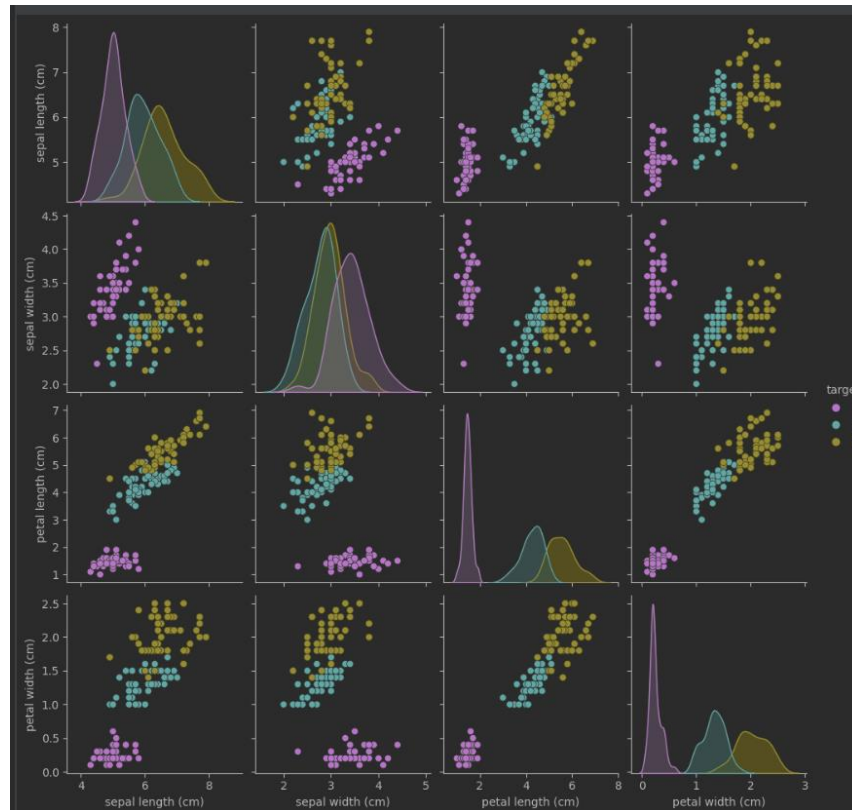 8
7
6
5
sepal length (cm)
4.5
4.0
3.5
3.0
2.5
2.0
sepal width (cm)
target
7
6
5
4
3
2
1
petal length (cm)
2.5
2.0
1.5
1.0
0.5
0.0
petal width (cm)
4 6 8
2 3 4 5
2 4 6 8
0 1 2 3
sepal length (cm)
sepal width (cm)
petal length (cm)
petal width (cm)